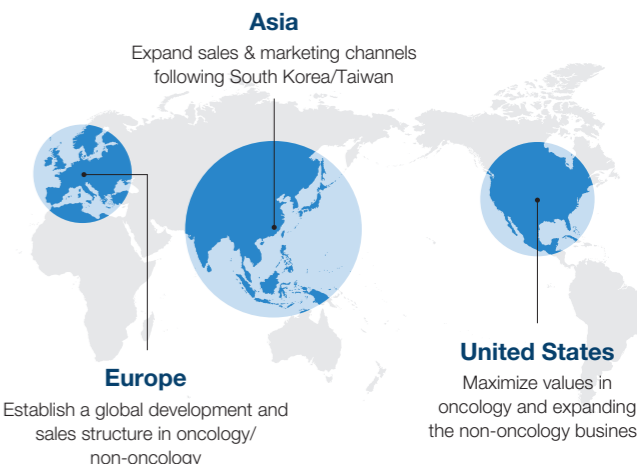 Asia
Expand sales & marketing channels
following South Korea/Taiwan
Europe
Establish a global development and
sales structure in oncology/
non-oncology
United States
Maximize values in
oncology and expanding
the non-oncology busines